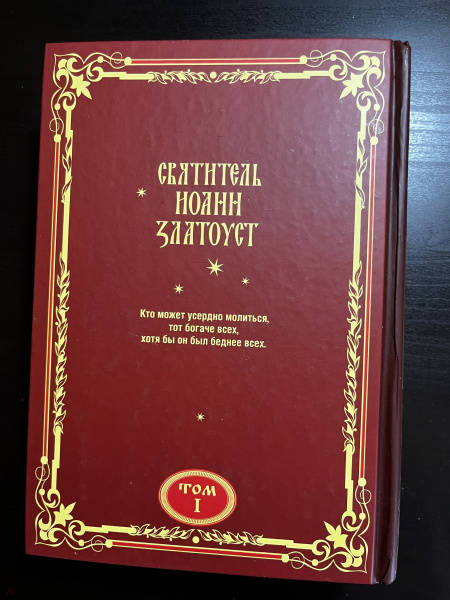 СВЯТИТЕЛЬ
ИОАНН
ЗЛАТОУСТ
Кто может усердно молиться,
тот богаче всех,
хотя бы он был беднее всех.
ТОМ
I